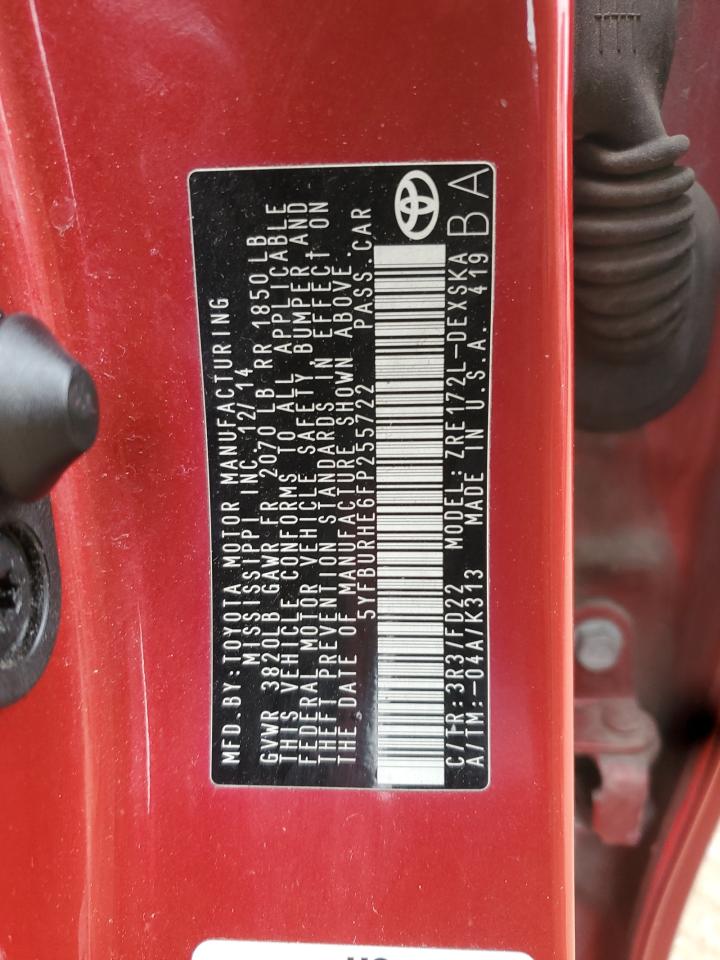 MFD.BY:TOYOTA MOTOR MANUFACTURING
MISSISSIPPI INC.12/14
GVWR 3820LB GAWR FR 2070 LB RR 1850 LB
THIS VEHICLE CONFORMS TO ALL APPLICABLE
FEDERAL MOTOR VEHICLE SAFETY, BUMPER AND
THEFT PREVENTION STANDARDS IN EFFECT ON
THE DATE OF MANUFACTURE SHOWN ABOVE.
5YFBURHE6FP255722 PASS.CAR
C/TR:3R3/FD22 MODEL:ZRE172L-DEXSKA
A/TM:-04A/K313 MADE IN U.S.A. 419
BA